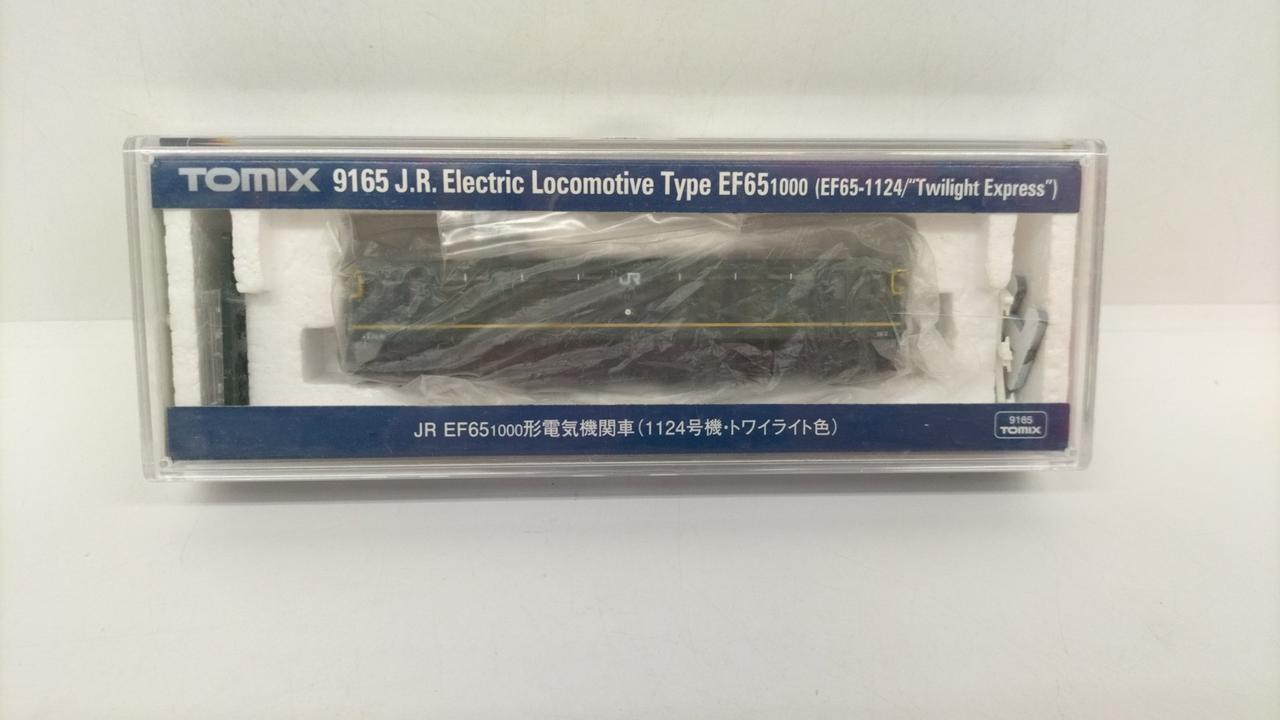 TOMIX 9165 J.R. Electric Locomotive Type EF651000 (EF65-1124/"Twilight Express")
JR
JR EF651000形電気機関車(1124号機・トワイライト色)
9165
TOMIX